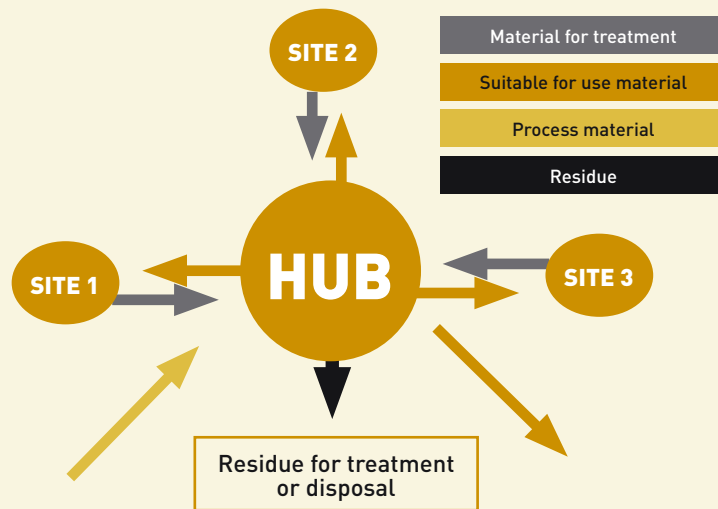 SITE 2
Material for treatment
Suitable for use material
Process material
Residue
SITE 1
HUB
SITE 3
Residue for treatment
or disposal